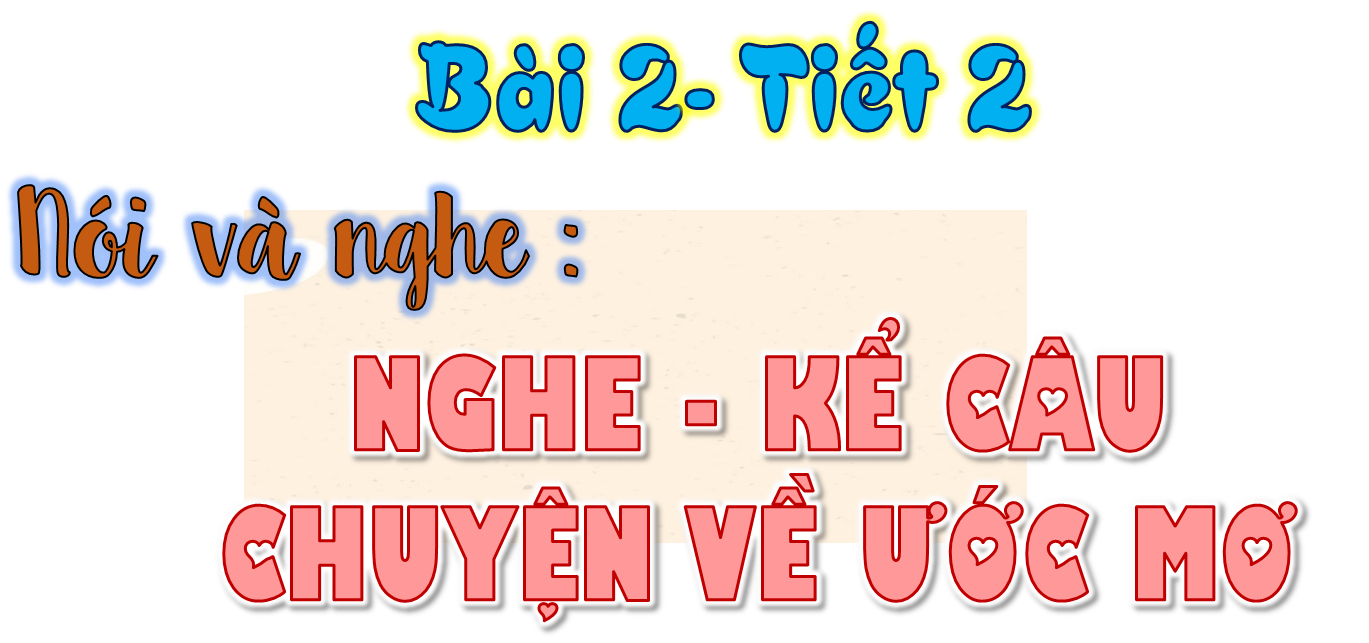 Bài 2- Tiết 2
Nói và nghe :
NGHE - KỂ CÂU
CHUYỆN VỀ ƯỚC MƠ